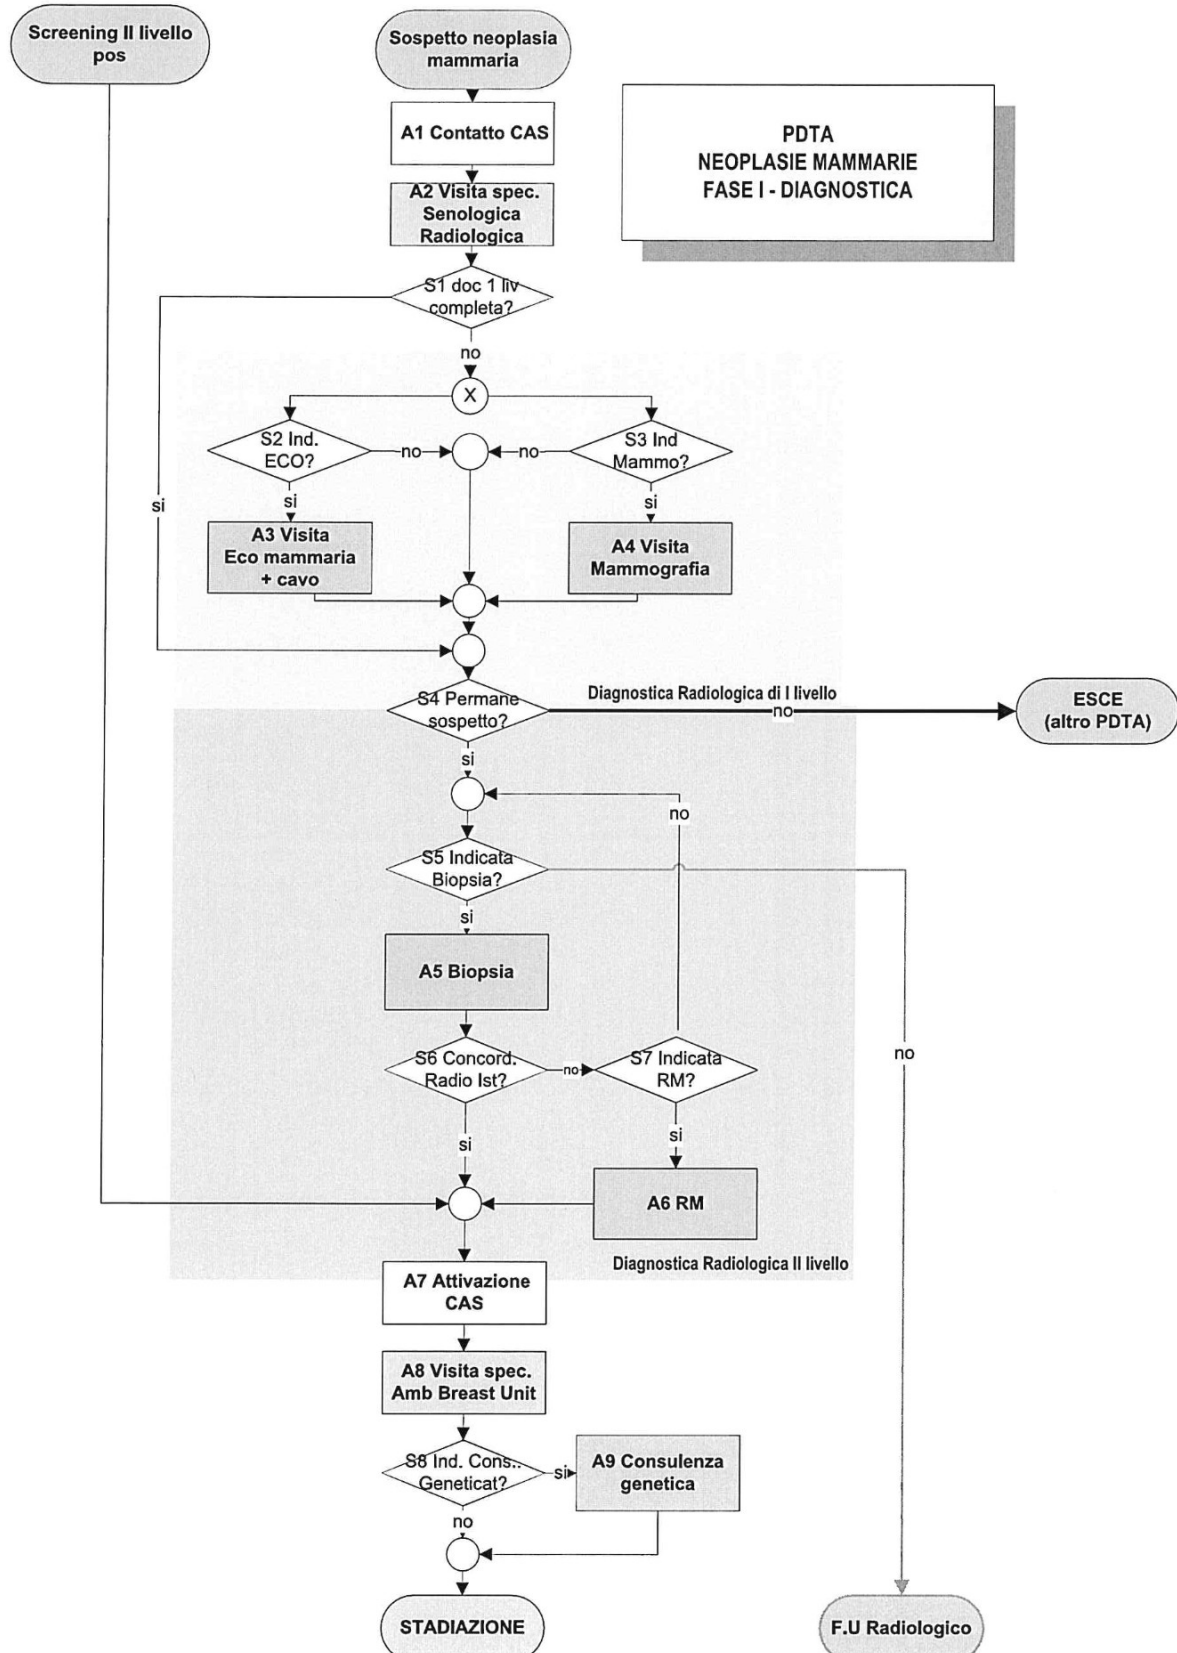 Screening II livello
pos
Sospetto neoplasia
mammaria
PDTA
NEOPLASIE MAMMARIE
FASE I - DIAGNOSTICA
A1 Contatto CAS
A2 Visita spec.
Senologica
Radiologica
S1 doc 1 liv
completa?
no
si
X
S2 Ind.
ECO?
no
no
S3 Ind
Mammo?
si
si
A3 Visita
Eco mammaria
+ cavo
A4 Visita
Mammografia
S4 Permane
sospetto?
Diagnostica Radiologica di I livello
no
ESCE
(altro PDTA)
si
no
S5 Indicata
Biopsia?
si
no
A5 Biopsia
S6 Concord.
Radio Ist?
no
S7 Indicata
RM?
si
si
A6 RM
Diagnostica Radiologica II livello
A7 Attivazione
CAS
A8 Visita spec.
Amb Breast Unit
S8 Ind. Cons..
Geneticat?
si
A9 Consulenza
genetica
no
STADIAZIONE
F.U Radiologico